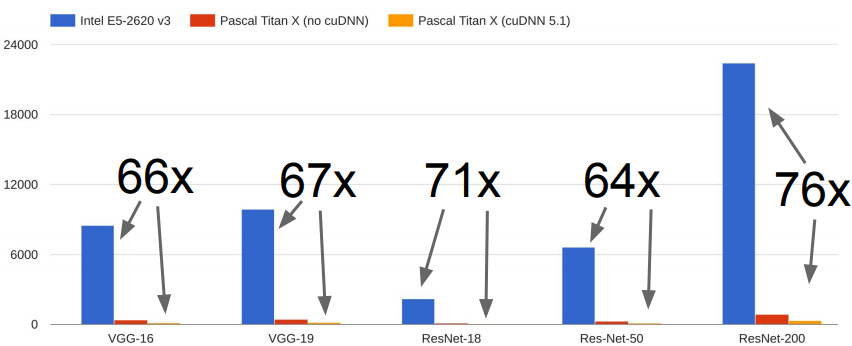 Intel E5-2620 v3 Pascal Titan X (no cuDNN) Pascal Titan X (cuDNN 5.1)
24000
18000
12000
6000
0
66x 67x 71x 64x 76x
VGG-16 VGG-19 ResNet-18 Res-Net-50 ResNet-200